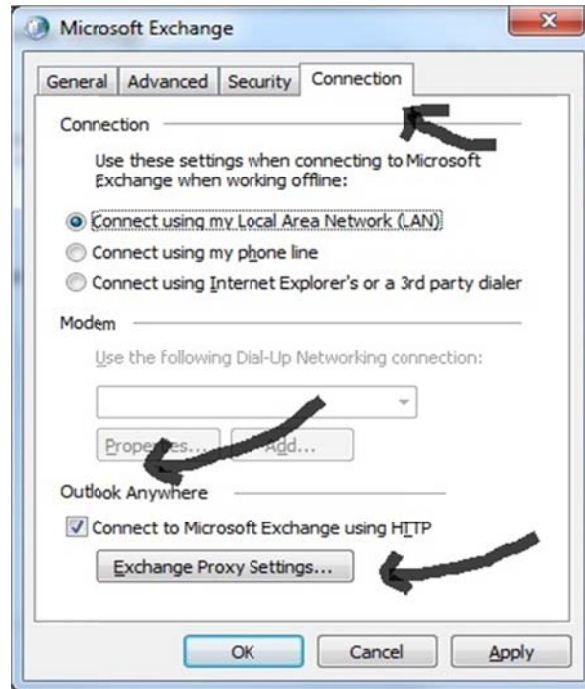 Microsoft Exchange
General Advanced Security Connection
Connection
Use these settings when connecting to Microsoft
Exchange when working offline:
Connect using my Local Area Network (LAN)
Connect using my phone line
Connect using Internet Explorer's or a 3rd party dialer
Modem
Use the following Dial-Up Networking connection:
Properties... Add...
Outlook Anywhere
Connect to Microsoft Exchange using HTTP
Exchange Proxy Settings...
OK Cancel Apply